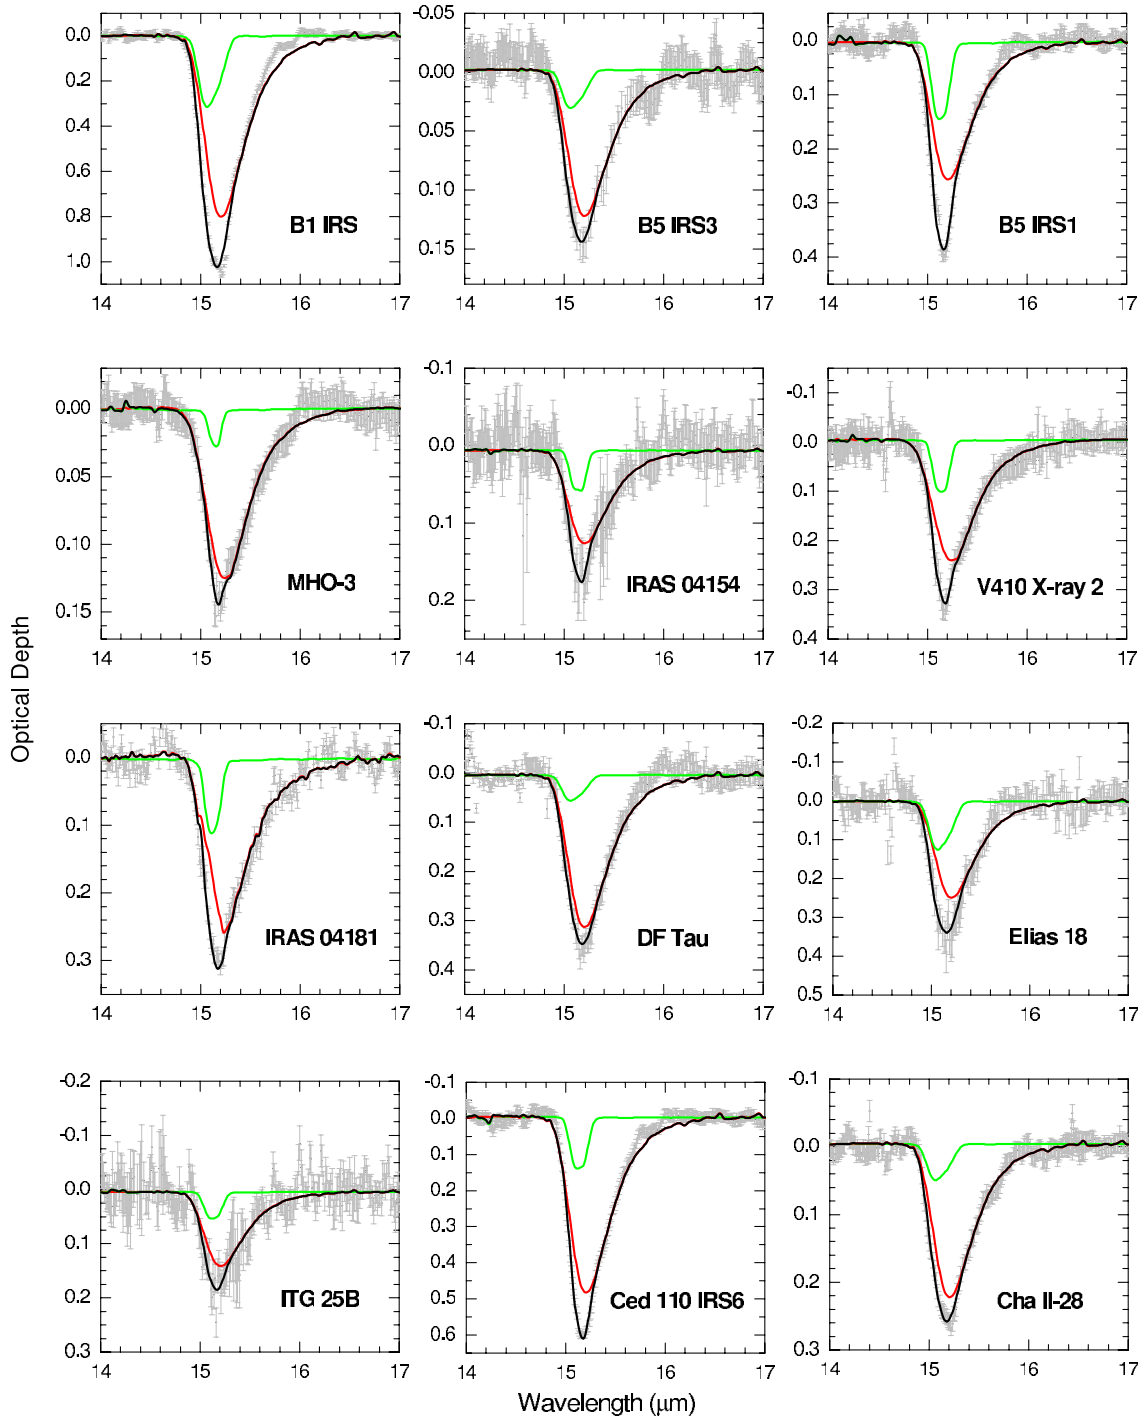 -0.05
0.0
0.2
0.4
0.6
0.8
1.0
B1 IRS
14 15 16 17
0.00
0.05
0.10
0.15
B5 IRS3
14 15 16 17
0.0
0.1
0.2
0.3
0.4
B5 IRS1
14 15 16 17
0.00
0.05
0.10
0.15
MHO-3
14 15 16 17
-0.1
0.0
0.1
0.2
IRAS 04154
14 15 16 17
-0.1
0.0
0.1
0.2
0.3
0.4
V410 X-ray 2
14 15 16 17
Optical Depth
0.0
0.1
0.2
0.3
IRAS 04181
14 15 16 17
-0.1
0.0
0.1
0.2
0.3
0.4
DF Tau
14 15 16 17
-0.2
-0.1
0.0
0.1
0.2
0.3
0.4
0.5
Elias 18
14 15 16 17
-0.2
-0.1
0.0
0.1
0.2
0.3
ITG 25B
14 15 16 17
-0.1
0.0
0.1
0.2
0.3
0.4
0.5
0.6
Ced 110 IRS6
14 15 16 17
-0.1
0.0
0.1
0.2
0.3
Cha II-28
14 15 16 17
Wavelength (μm)